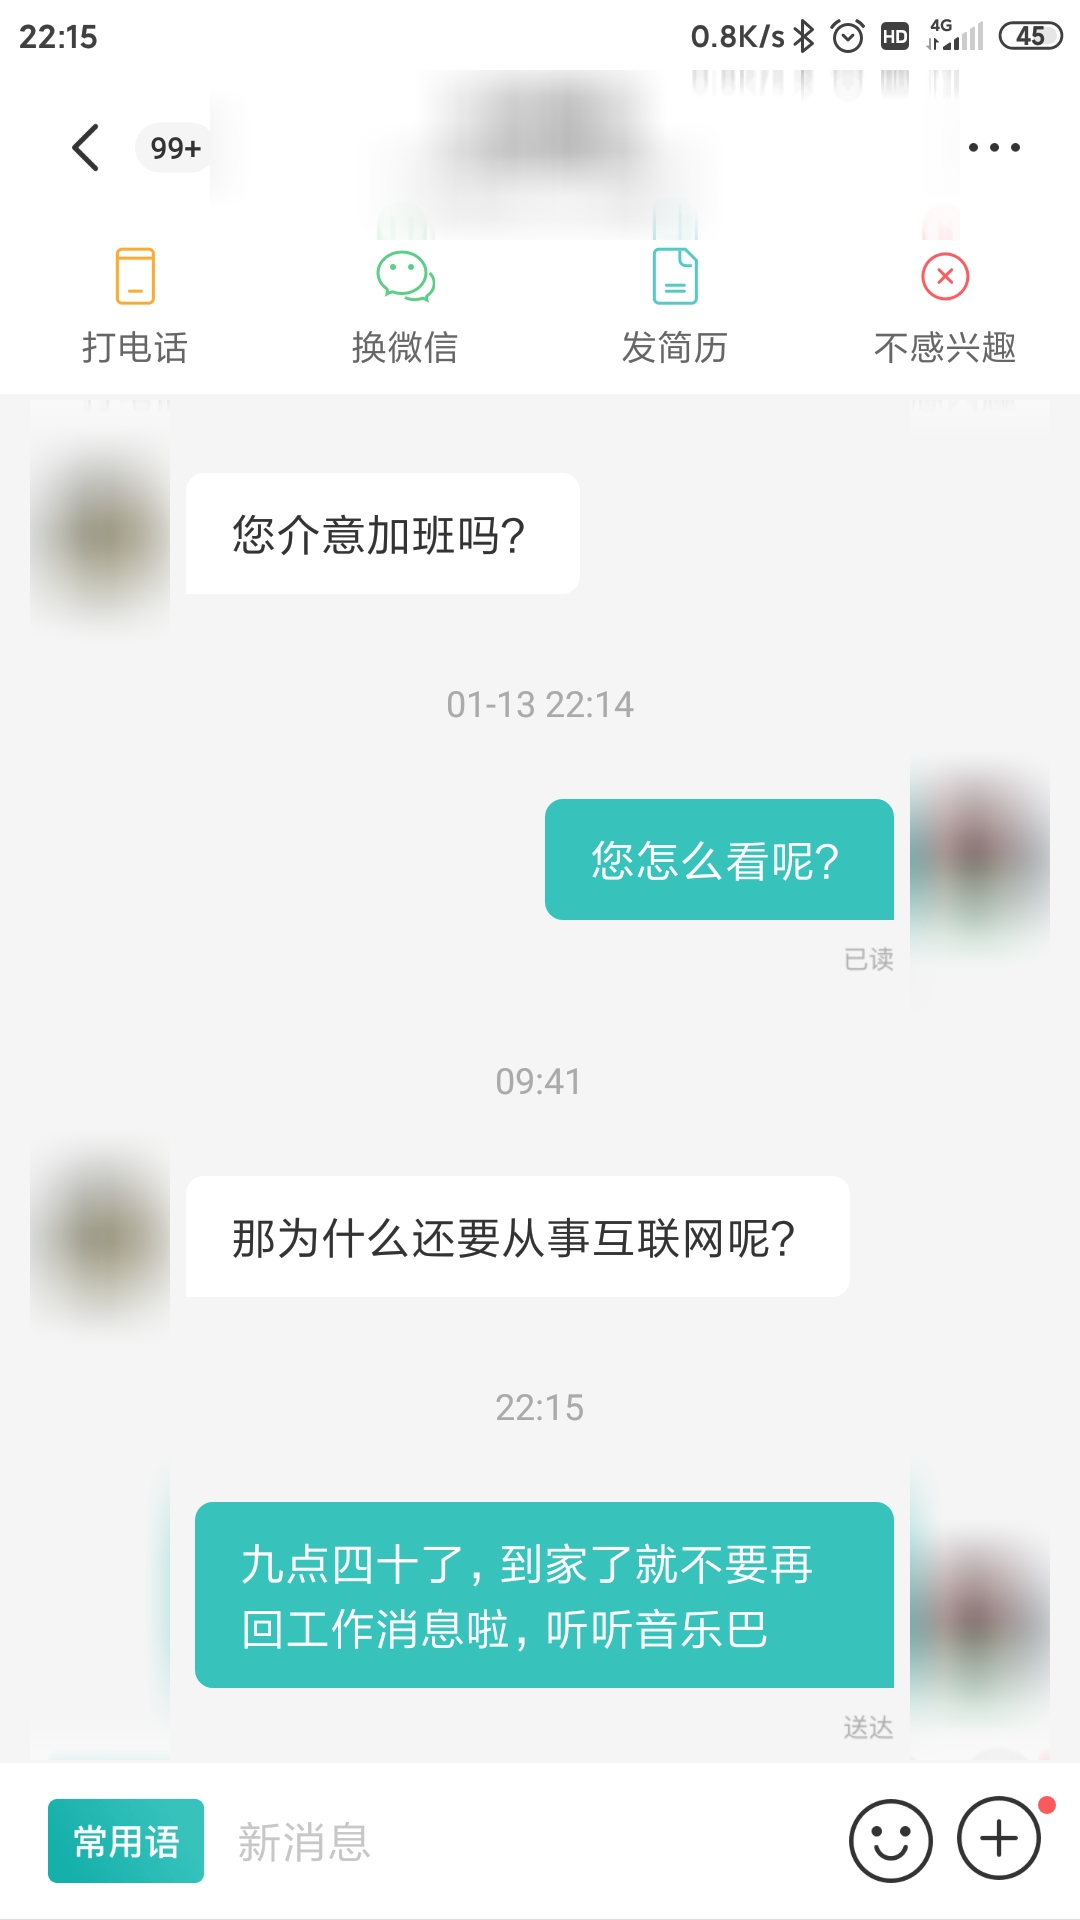 22:15
0.8K/s
HD
4G
45
99+
打电话
换微信
发简历
不感兴趣
您介意加班吗?
01-13 22:14
您怎么看呢?
已读
09:41
那为什么还要从事互联网呢?
22:15
九点四十了,到家了就不要再
回工作消息啦,听听音乐巴
送达
常用语
新消息